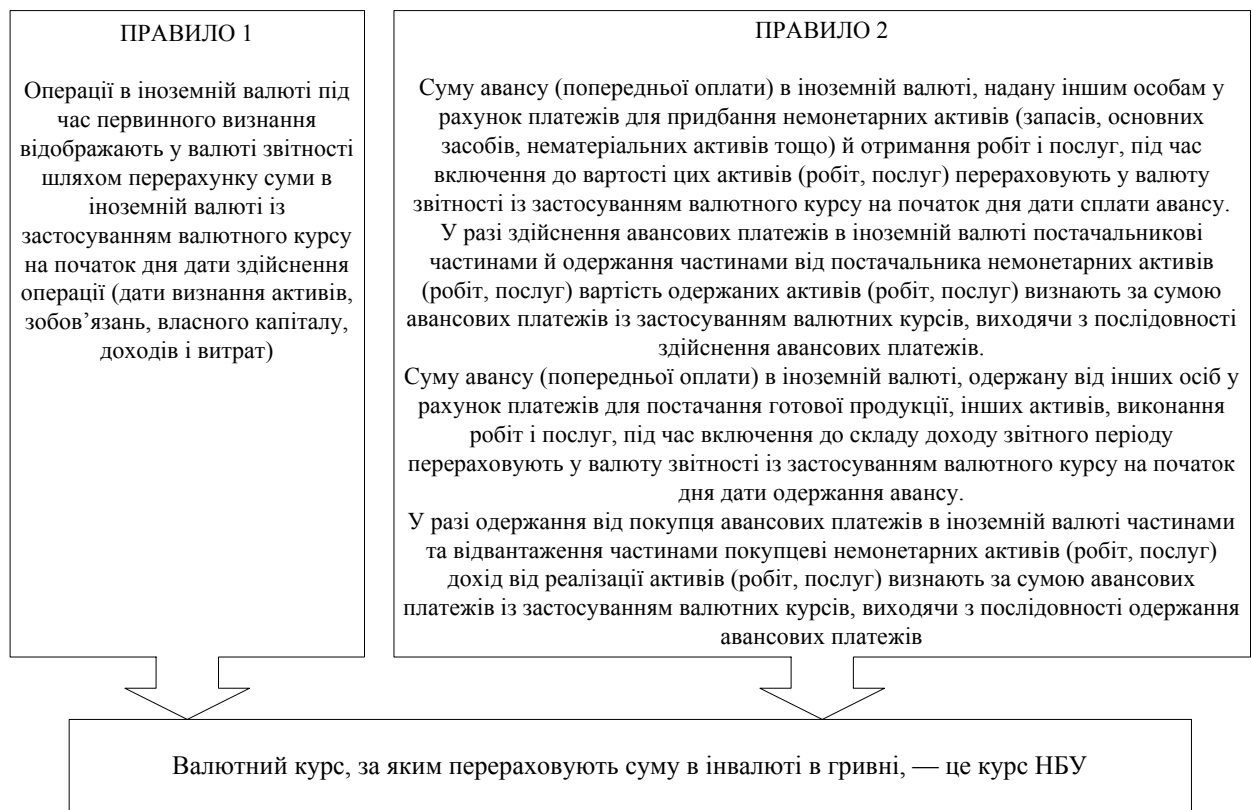 ПРАВИЛО 1
Операції в іноземній валюті під
час первинного визнання
відображають у валюті звітності
шляхом перерахунку суми в
іноземній валюті із
застосуванням валютного курсу
на початок дня дати здійснення
операції (дати визнання активів,
зобов’язань, власного капіталу,
доходів і витрат)
ПРАВИЛО 2
Суму авансу (попередньої оплати) в іноземній валюті, надану іншим особам у
рахунок платежів для придбання немонетарних активів (запасів, основних
засобів, нематеріальних активів тощо) й отримання робіт і послуг, під час
включення до вартості цих активів (робіт, послуг) перераховують у валюту
звітності із застосуванням валютного курсу на початок дня дати сплати авансу.
У разі здійснення авансових платежів в іноземній валюті постачальникові
частинами й одержання частинами від постачальника немонетарних активів
(робіт, послуг) вартість одержаних активів (робіт, послуг) визнають за сумою
авансових платежів із застосуванням валютних курсів, виходячи з послідовності
здійснення авансових платежів.
Суму авансу (попередньої оплати) в іноземній валюті, одержану від інших осіб у
рахунок платежів для постачання готової продукції, інших активів, виконання
робіт і послуг, під час включення до складу доходу звітного періоду
перераховують у валюту звітності із застосуванням валютного курсу на початок
дня дати одержання авансу.
У разі одержання від покупця авансових платежів в іноземній валюті частинами
та відвантаження частинами покупцеві немонетарних активів (робіт, послуг)
дохід від реалізації активів (робіт, послуг) визнають за сумою авансових
платежів із застосуванням валютних курсів, виходячи з послідовності одержання
авансових платежів
Валютний курс, за яким перераховують суму в інвалюті в гривні, — це курс НБУ